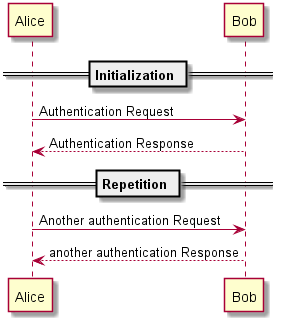 Alice Bob
Initialization
Authentication Request
Authentication Response
Repetition
Another authentication Request
another authentication Response
Alice Bob